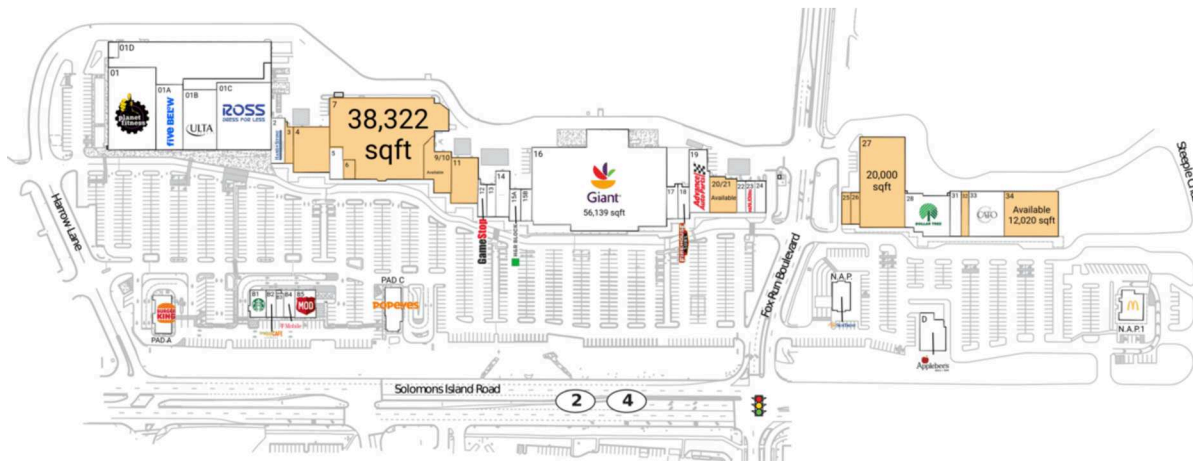 01D
01
planet fitness
01A
five BEL°W
01B
ULTA
01C
ROSS
DRESS FOR LESS
2
3
4
5
6
7
38,322
sqft
9/10
Available
11
12
13
GameStop
14
15A
15B
H&R BLOCK
16
Giant
56,139 sqft
17
18
19
Advance
Auto Parts
20/21
Available
22
23
24
25
26
27
20,000
sqft
28
DOLLAR TREE
31
32
33
CATO
34
Available
12,020 sqft
Harrow Lane
Fox Run Boulevard
PAD-A
BURGER
KING
B1
B2
B4
B5
MOD
T Mobile
PAD C
POPEYES
N.A.P.
D
Applebee's
N.A.P.1
Solomons Island Road
2
4